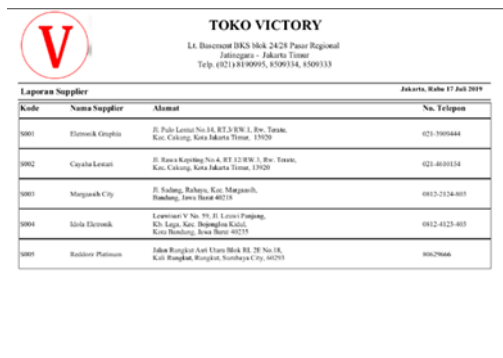 V
TOKO VICTORY
Lt. Basement BKS blok 24/28 Pasar Regional
Jatinegara - Jakarta Timur
Telp. (021) 8190995, 8509334, 8509333
Laporan Supplier
Jakarta, Rabu 17 Juli 2019
Kode Nama Supplier Alamat No. Telepon
S001 Eletronik Graphia Jl. Pulo Lentut No.14, RT.3/RW.1, Rw. Terate, 021-3909444
Kec. Cakung, Kota Jakarta Timur, 13920
S002 Cayaha Lestari Jl. Rawa Kepiting No.4, RT.12/RW.3, Rw. Terate, 021-4610154
Kec. Cakung, Kota Jakarta Timur, 13920
S003 Margaasih City Jl. Sadang, Rahayu, Kec. Margaasih, 0812-2124-803
Bandung, Jawa Barat 40218
S004 Idola Eletronik Leuwisari V No. 59, Jl. Leuwi Panjang, 0812-4123-403
Kb. Lega, Kec. Bojongloa Kidul,
Kota Bandung, Jawa Barat 40235
S005 Reddoor Platinum Jalan Rungkut Asri Utara Blok RL 2E No.18, 80629666
Kali Rungkut, Rungkut, Surabaya City, 60293